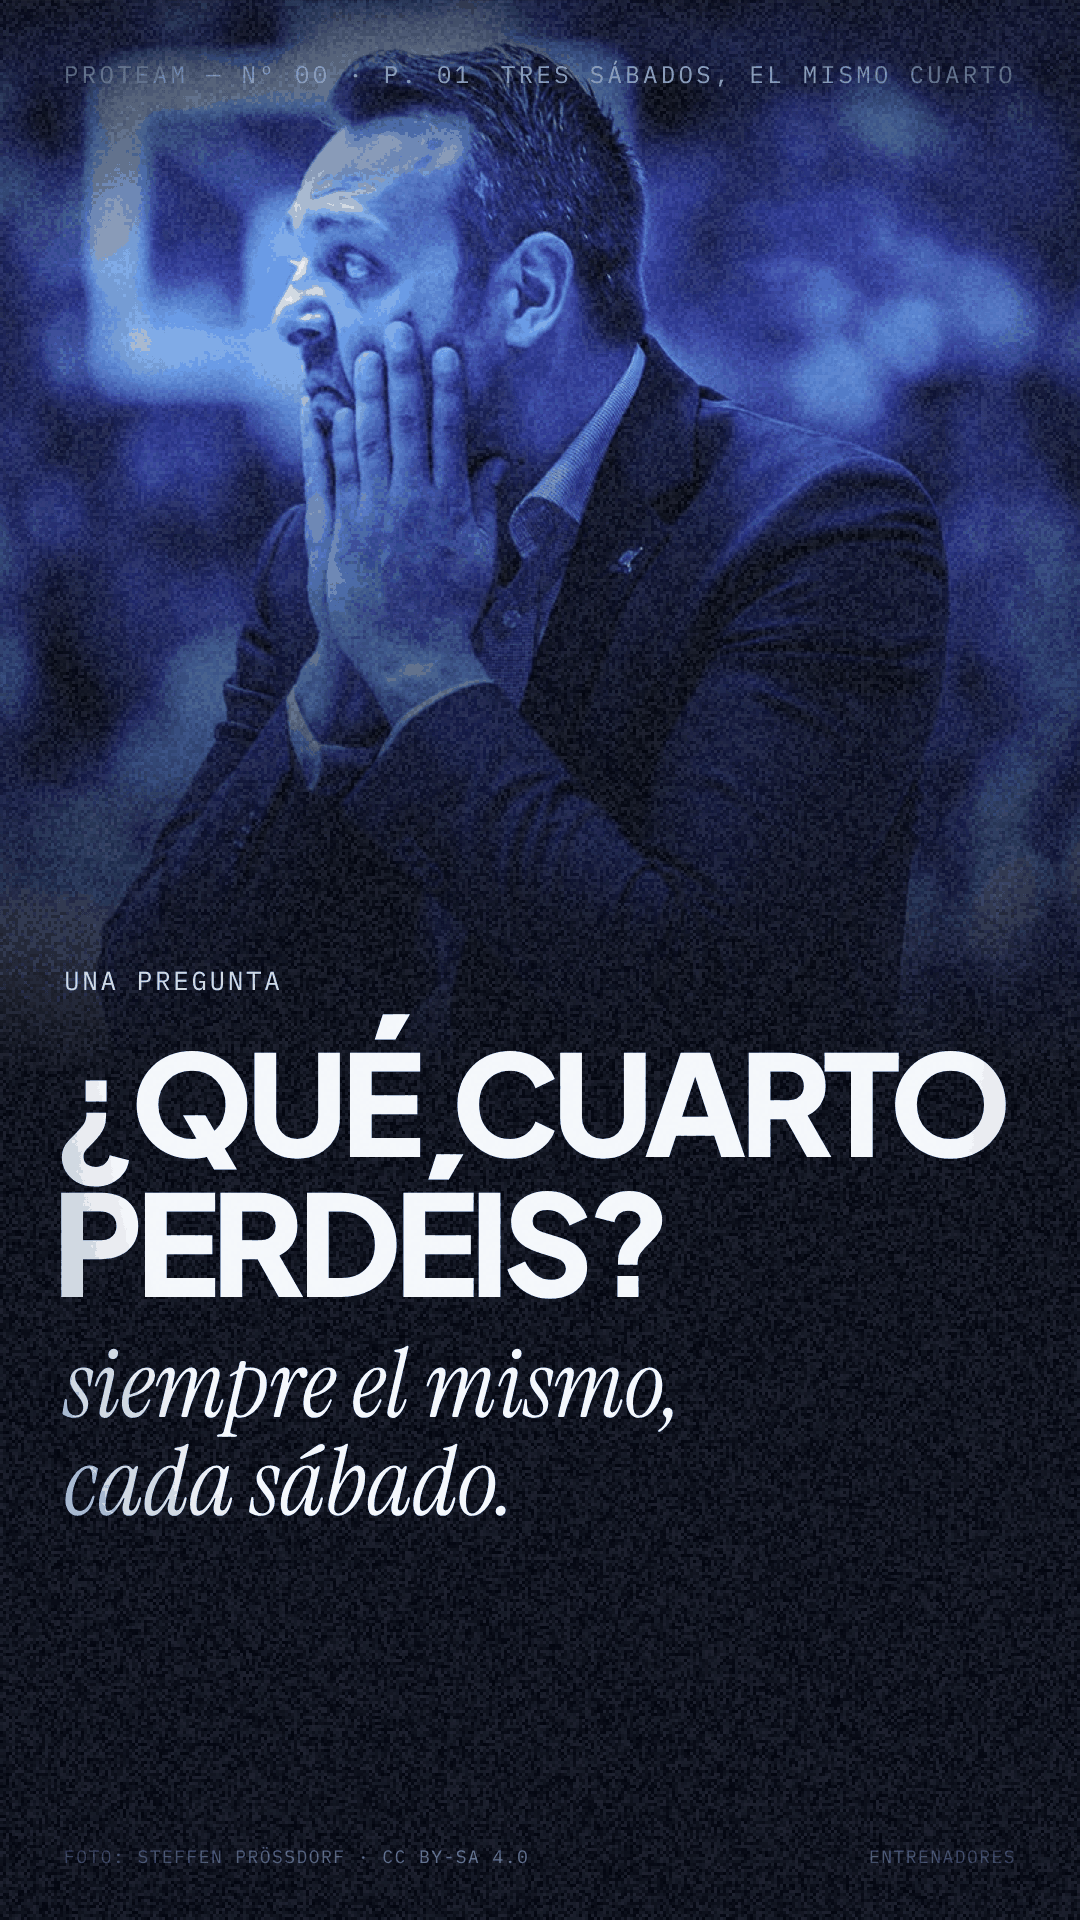 PROTEAM — Nº 00 · P. 01 TRES SÁBADOS, EL MISMO CUARTO
UNA PREGUNTA
¿QUÉ CUARTO
PERDÉIS?
siempre el mismo,
cada sábado.
FOTO: STEFFEN PRÖSSDORF · CC BY-SA 4.0 ENTRENADORES